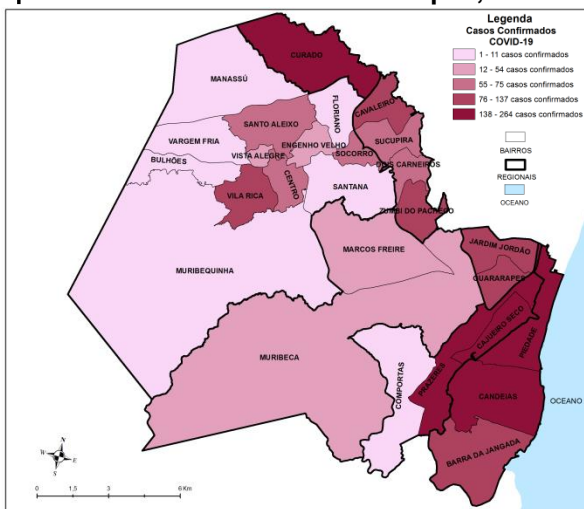 Legenda
Casos Confirmados
COVID-19
1 - 11 casos confirmados
12 - 54 casos confirmados
55 - 75 casos confirmados
76 - 137 casos confirmados
138 - 264 casos confirmados
BAIRROS
REGIONAIS
OCEANO
CURADO
MANASSÚ
FLORIANO
CAVALEIRO
SANTO ALEIXO
VARGEM FRIA
ENGENHO VELHO
SUCUPIRA
SOCORRO
VISTA ALEGRE
BULHÕES
DOIS CARNEIROS
CENTRO
SANTANA
VILA RICA
ZUMBI DO PACHECO
MARCOS FREIRE
JARDIM JORDÃO
MURIBEQUINHA
GUARARAPES
CAJUEIRO SECO
PIEDADE
MURIBECA
COMPORTAS
PRAZERES
CANDEIAS
OCEANO
BARRA DA JANGADA
N
W E
S
0 1,5 3 6 Km